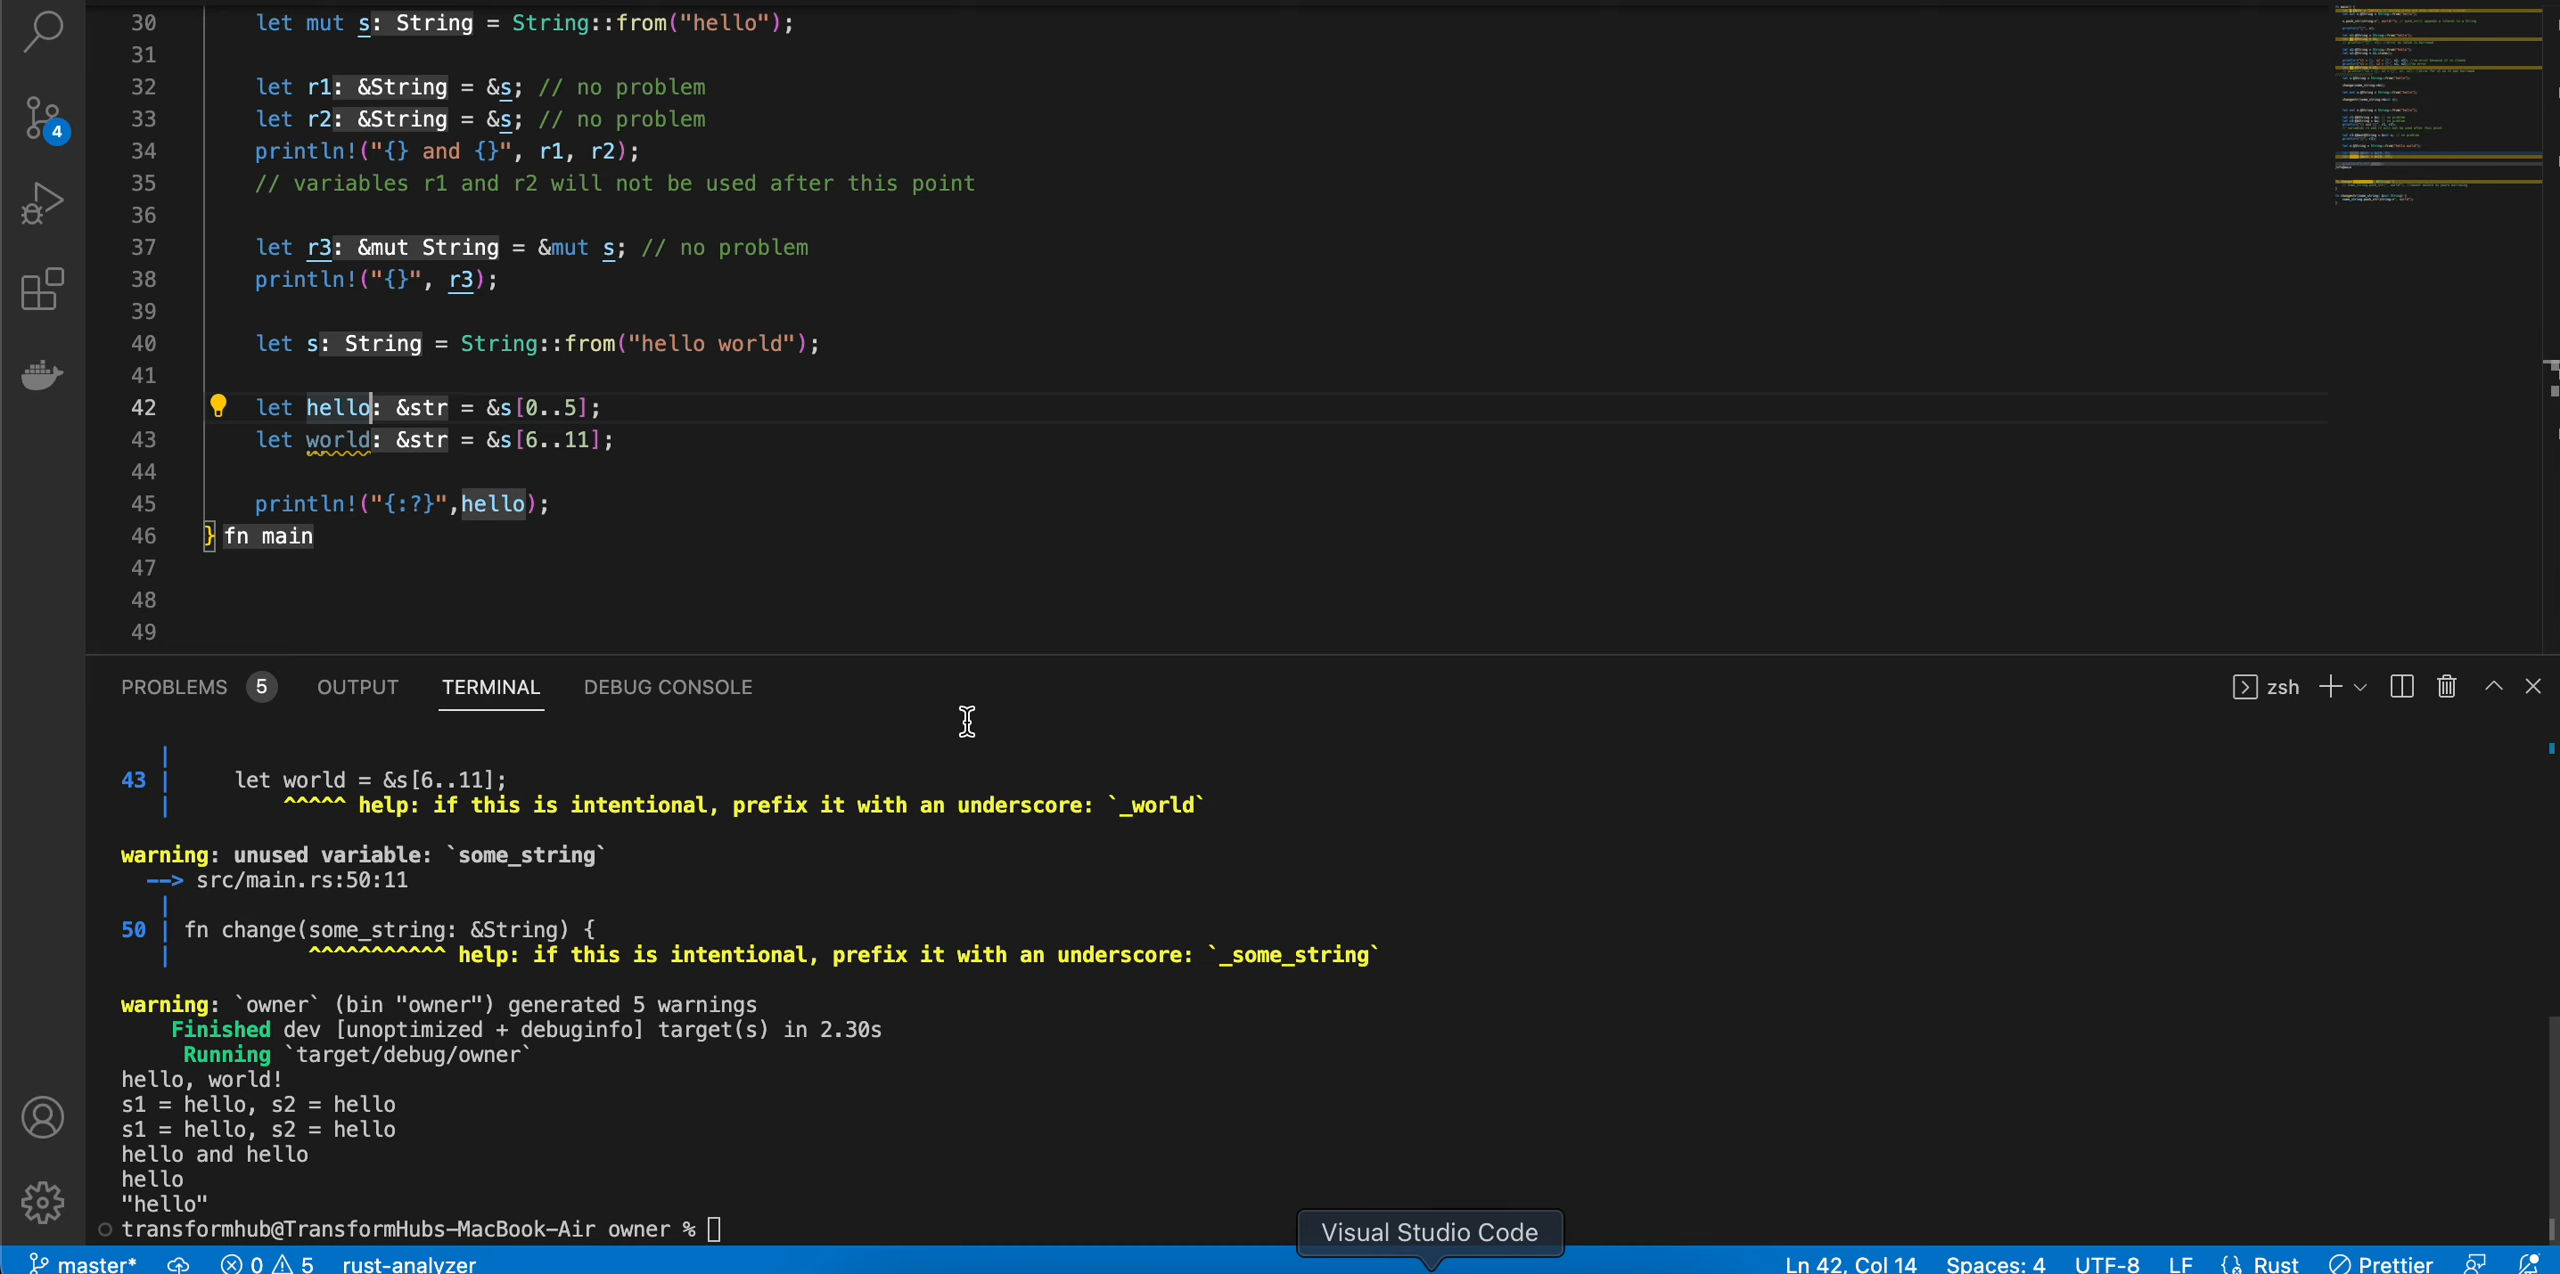 30 let mut s: String = String::from("hello");
31
32 let r1: &String = &s; // no problem
33 let r2: &String = &s; // no problem
34 println!("{} and {}", r1, r2);
35 // variables r1 and r2 will not be used after this point
36
37 let r3: &mut String = &mut s; // no problem
38 println!("{}", r3);
39
40 let s: String = String::from("hello world");
41
42 let hello: &str = &s[0..5];
43 let world: &str = &s[6..11];
44
45 println!("{:?}",hello);
46 } fn main
47
48
49
4
PROBLEMS 5 OUTPUT TERMINAL DEBUG CONSOLE zsh
|
43 | let world = &s[6..11];
| ^^^^^ help: if this is intentional, prefix it with an underscore: `_world`
warning: unused variable: `some_string`
--> src/main.rs:50:11
|
50 | fn change(some_string: &String) {
| ^^^^^^^^^^^ help: if this is intentional, prefix it with an underscore: `_some_string`
warning: `owner` (bin "owner") generated 5 warnings
Finished dev [unoptimized + debuginfo] target(s) in 2.30s
Running `target/debug/owner`
hello, world!
s1 = hello, s2 = hello
s1 = hello, s2 = hello
hello and hello
hello
"hello"
transformhub@TransformHubs-MacBook-Air owner %
Visual Studio Code
master* 0 5 rust-analyzer Ln 42, Col 14 Spaces: 4 UTF-8 LF Rust Prettier